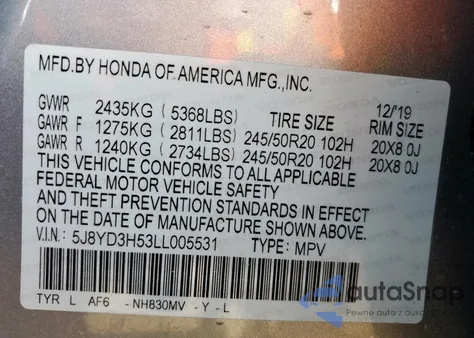 MFD.BY HONDA OF AMERICA MFG.,INC.
GVWR 2435KG (5368LBS) TIRE SIZE 12/'19 RIM SIZE
GAWR F 1275KG (2811LBS) 245/50R20 102H 20X8 0J
GAWR R 1240KG (2734LBS) 245/50R20 102H 20X8 0J
THIS VEHICLE CONFORMS TO ALL APPLICABLE
FEDERAL MOTOR VEHICLE SAFETY
AND THEFT PREVENTION STANDARDS IN EFFECT
ON THE DATE OF MANUFACTURE SHOWN ABOVE.
V.I.N.: 5J8YD3H53LL005531 TYPE: MPV
TYR L AF6 -NH830MV -Y -L
autoSnap
Pewne auto z USA